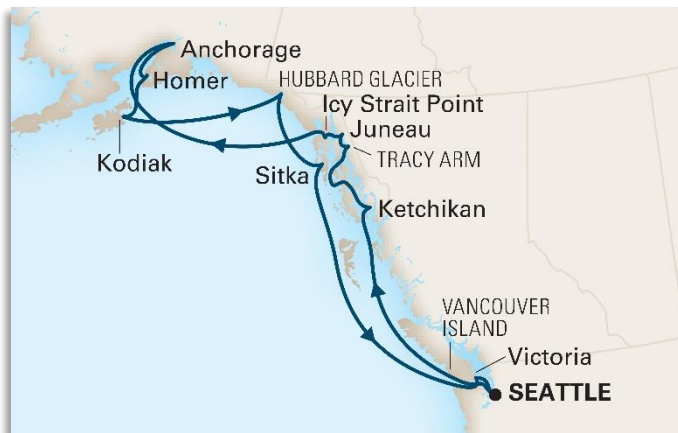 Anchorage
Homer
HUBBARD GLACIER
Icy Strait Point
Juneau
Kodiak
TRACY ARM
Sitka
Ketchikan
VANCOUVER
ISLAND
Victoria
SEATTLE